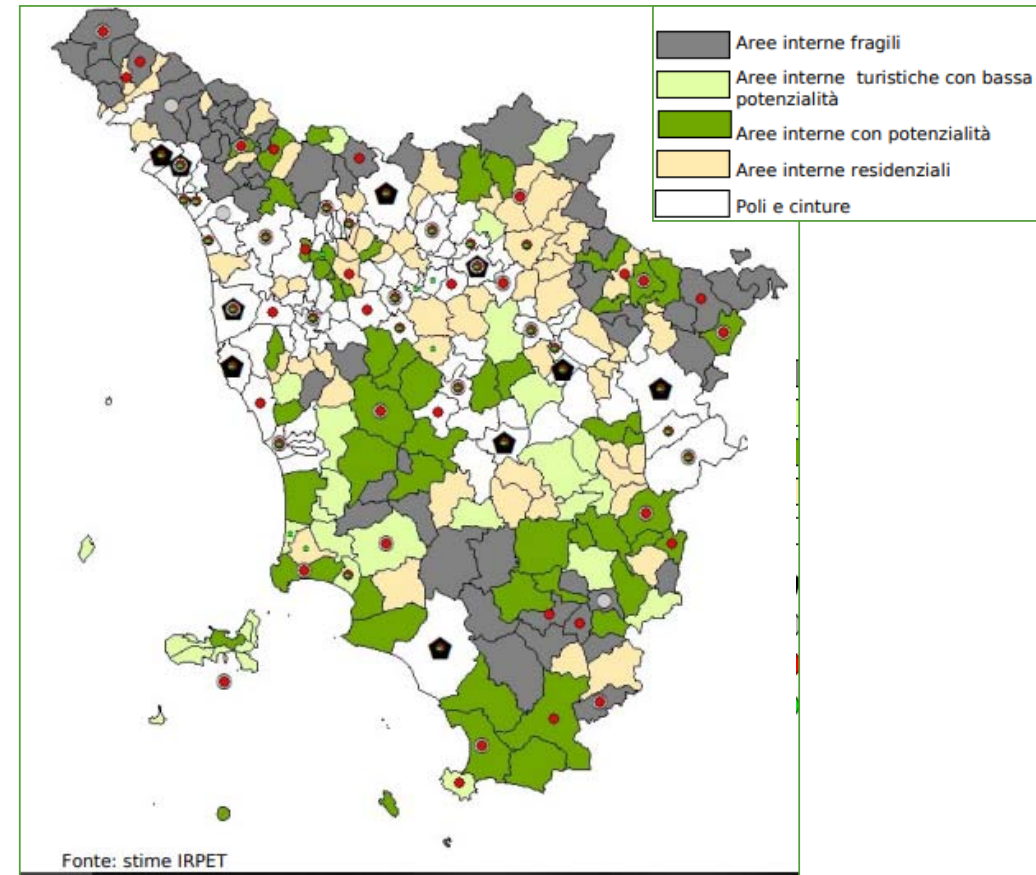 Aree interne fragili
Aree interne  turistiche con bassa
potenzialità
Aree interne con potenzialità
Aree interne residenziali
Poli e cinture
Fonte: stime IRPET